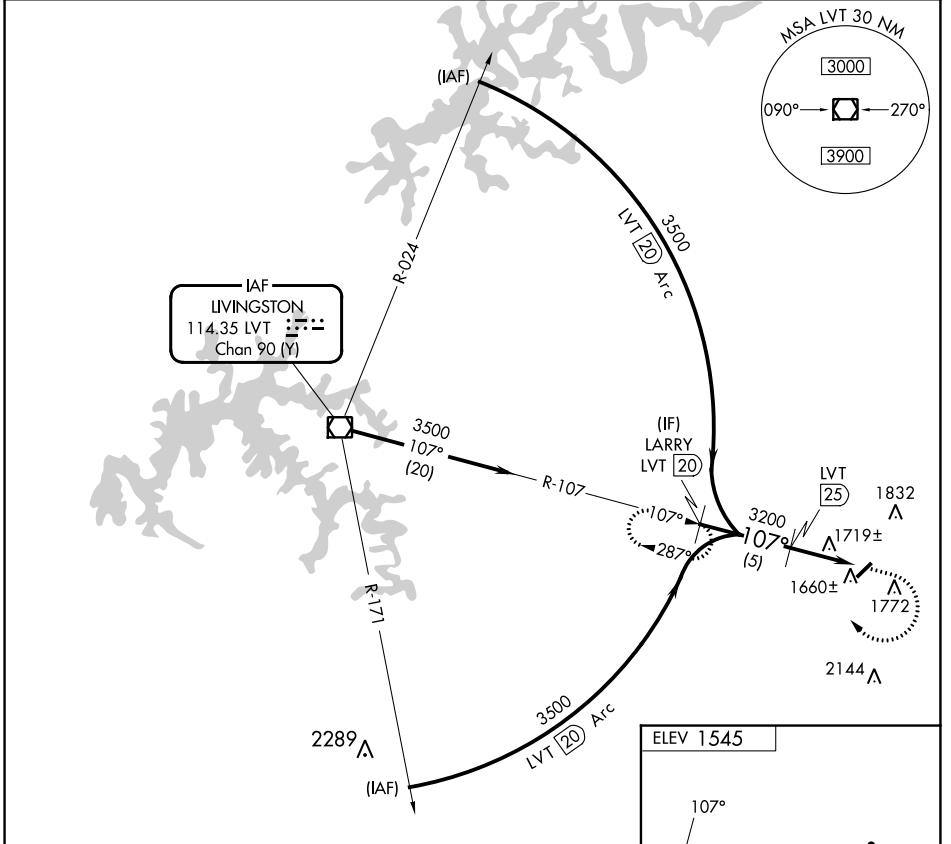 MSA LVT 30 NM
3000
090°
270°
3900
(IAF)
3500
LVT 20 Arc
R-024
IAF
LIVINGSTON
114.35 LVT
Chan 90 (Y)
3500
107°
(20)
R-107
(IF)
LARRY
LVT 20
107°
287°
3200
107°
(5)
LVT
25
1832
1719±
1660±
1772
2144
R-171
3500
LVT 20 Arc
2289
(IAF)
ELEV 1545
107°